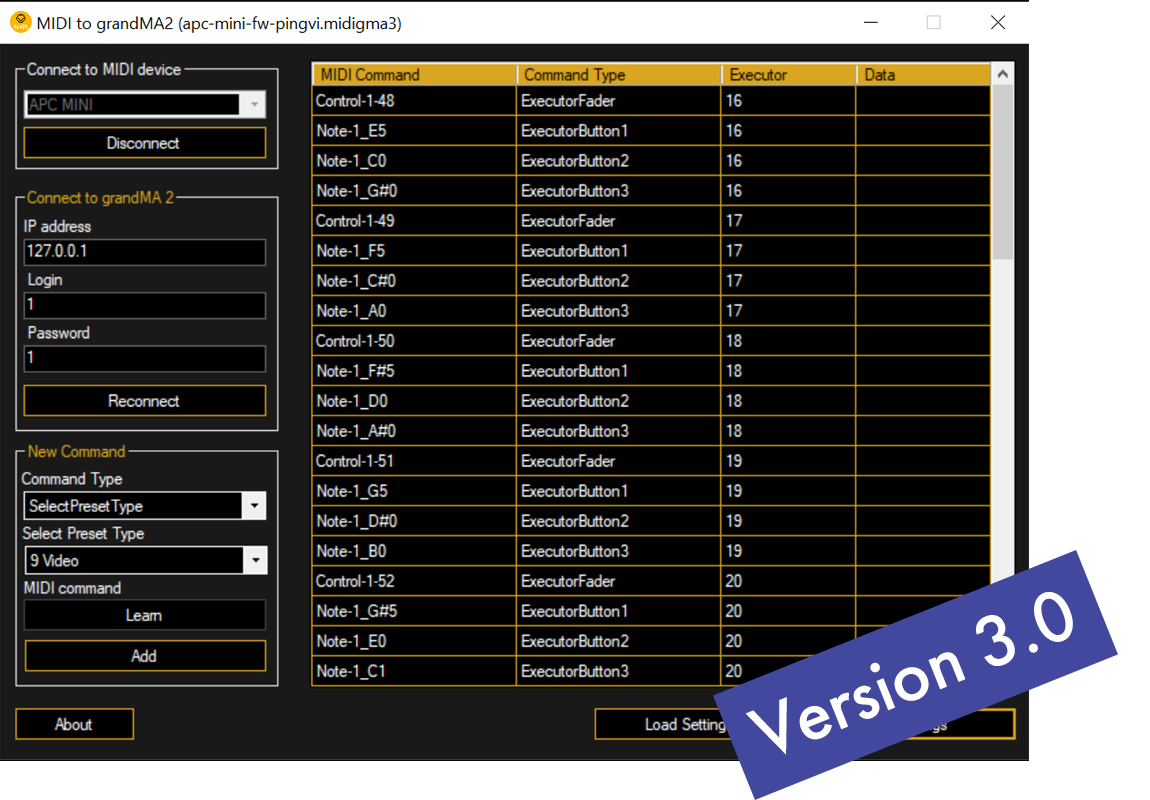 MIDI to grandMA2 (apc-mini-fw-pingvi.midigma3)
Connect to MIDI device
APC MINI
Disconnect
Connect to grandMA 2
IP address
127.0.0.1
Login
1
Password
1
Reconnect
New Command
Command Type
SelectPresetType
Select Preset Type
9 Video
MIDI command
Learn
Add
About
MIDI Command Command Type Executor Data
Control-1-48 ExecutorFader 16
Note-1_E5 ExecutorButton1 16
Note-1_C0 ExecutorButton2 16
Note-1_G#0 ExecutorButton3 16
Control-1-49 ExecutorFader 17
Note-1_F5 ExecutorButton1 17
Note-1_C#0 ExecutorButton2 17
Note-1_A0 ExecutorButton3 17
Control-1-50 ExecutorFader 18
Note-1_F#5 ExecutorButton1 18
Note-1_D0 ExecutorButton2 18
Note-1_A#0 ExecutorButton3 18
Control-1-51 ExecutorFader 19
Note-1_G5 ExecutorButton1 19
Note-1_D#0 ExecutorButton2 19
Note-1_B0 ExecutorButton3 19
Control-1-52 ExecutorFader 20
Note-1_G#5 ExecutorButton1 20
Note-1_E0 ExecutorButton2 20
Note-1_C1 ExecutorButton3 20
Load Setting
Version 3.0